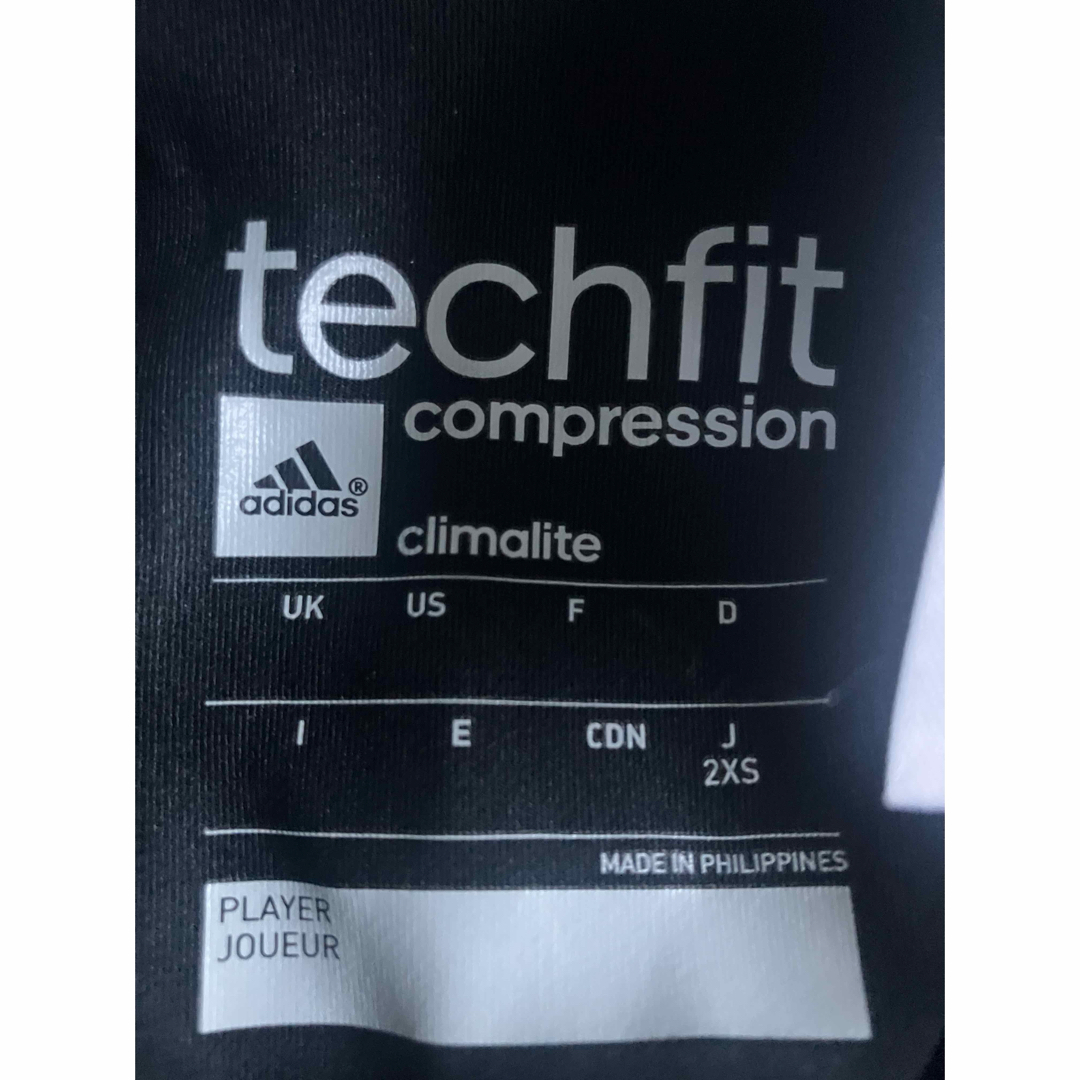 techfit
compression
adidas®
climalite
UK US F D
I E CDN J
2XS
MADE IN PHILIPPINES
PLAYER
JOUEUR